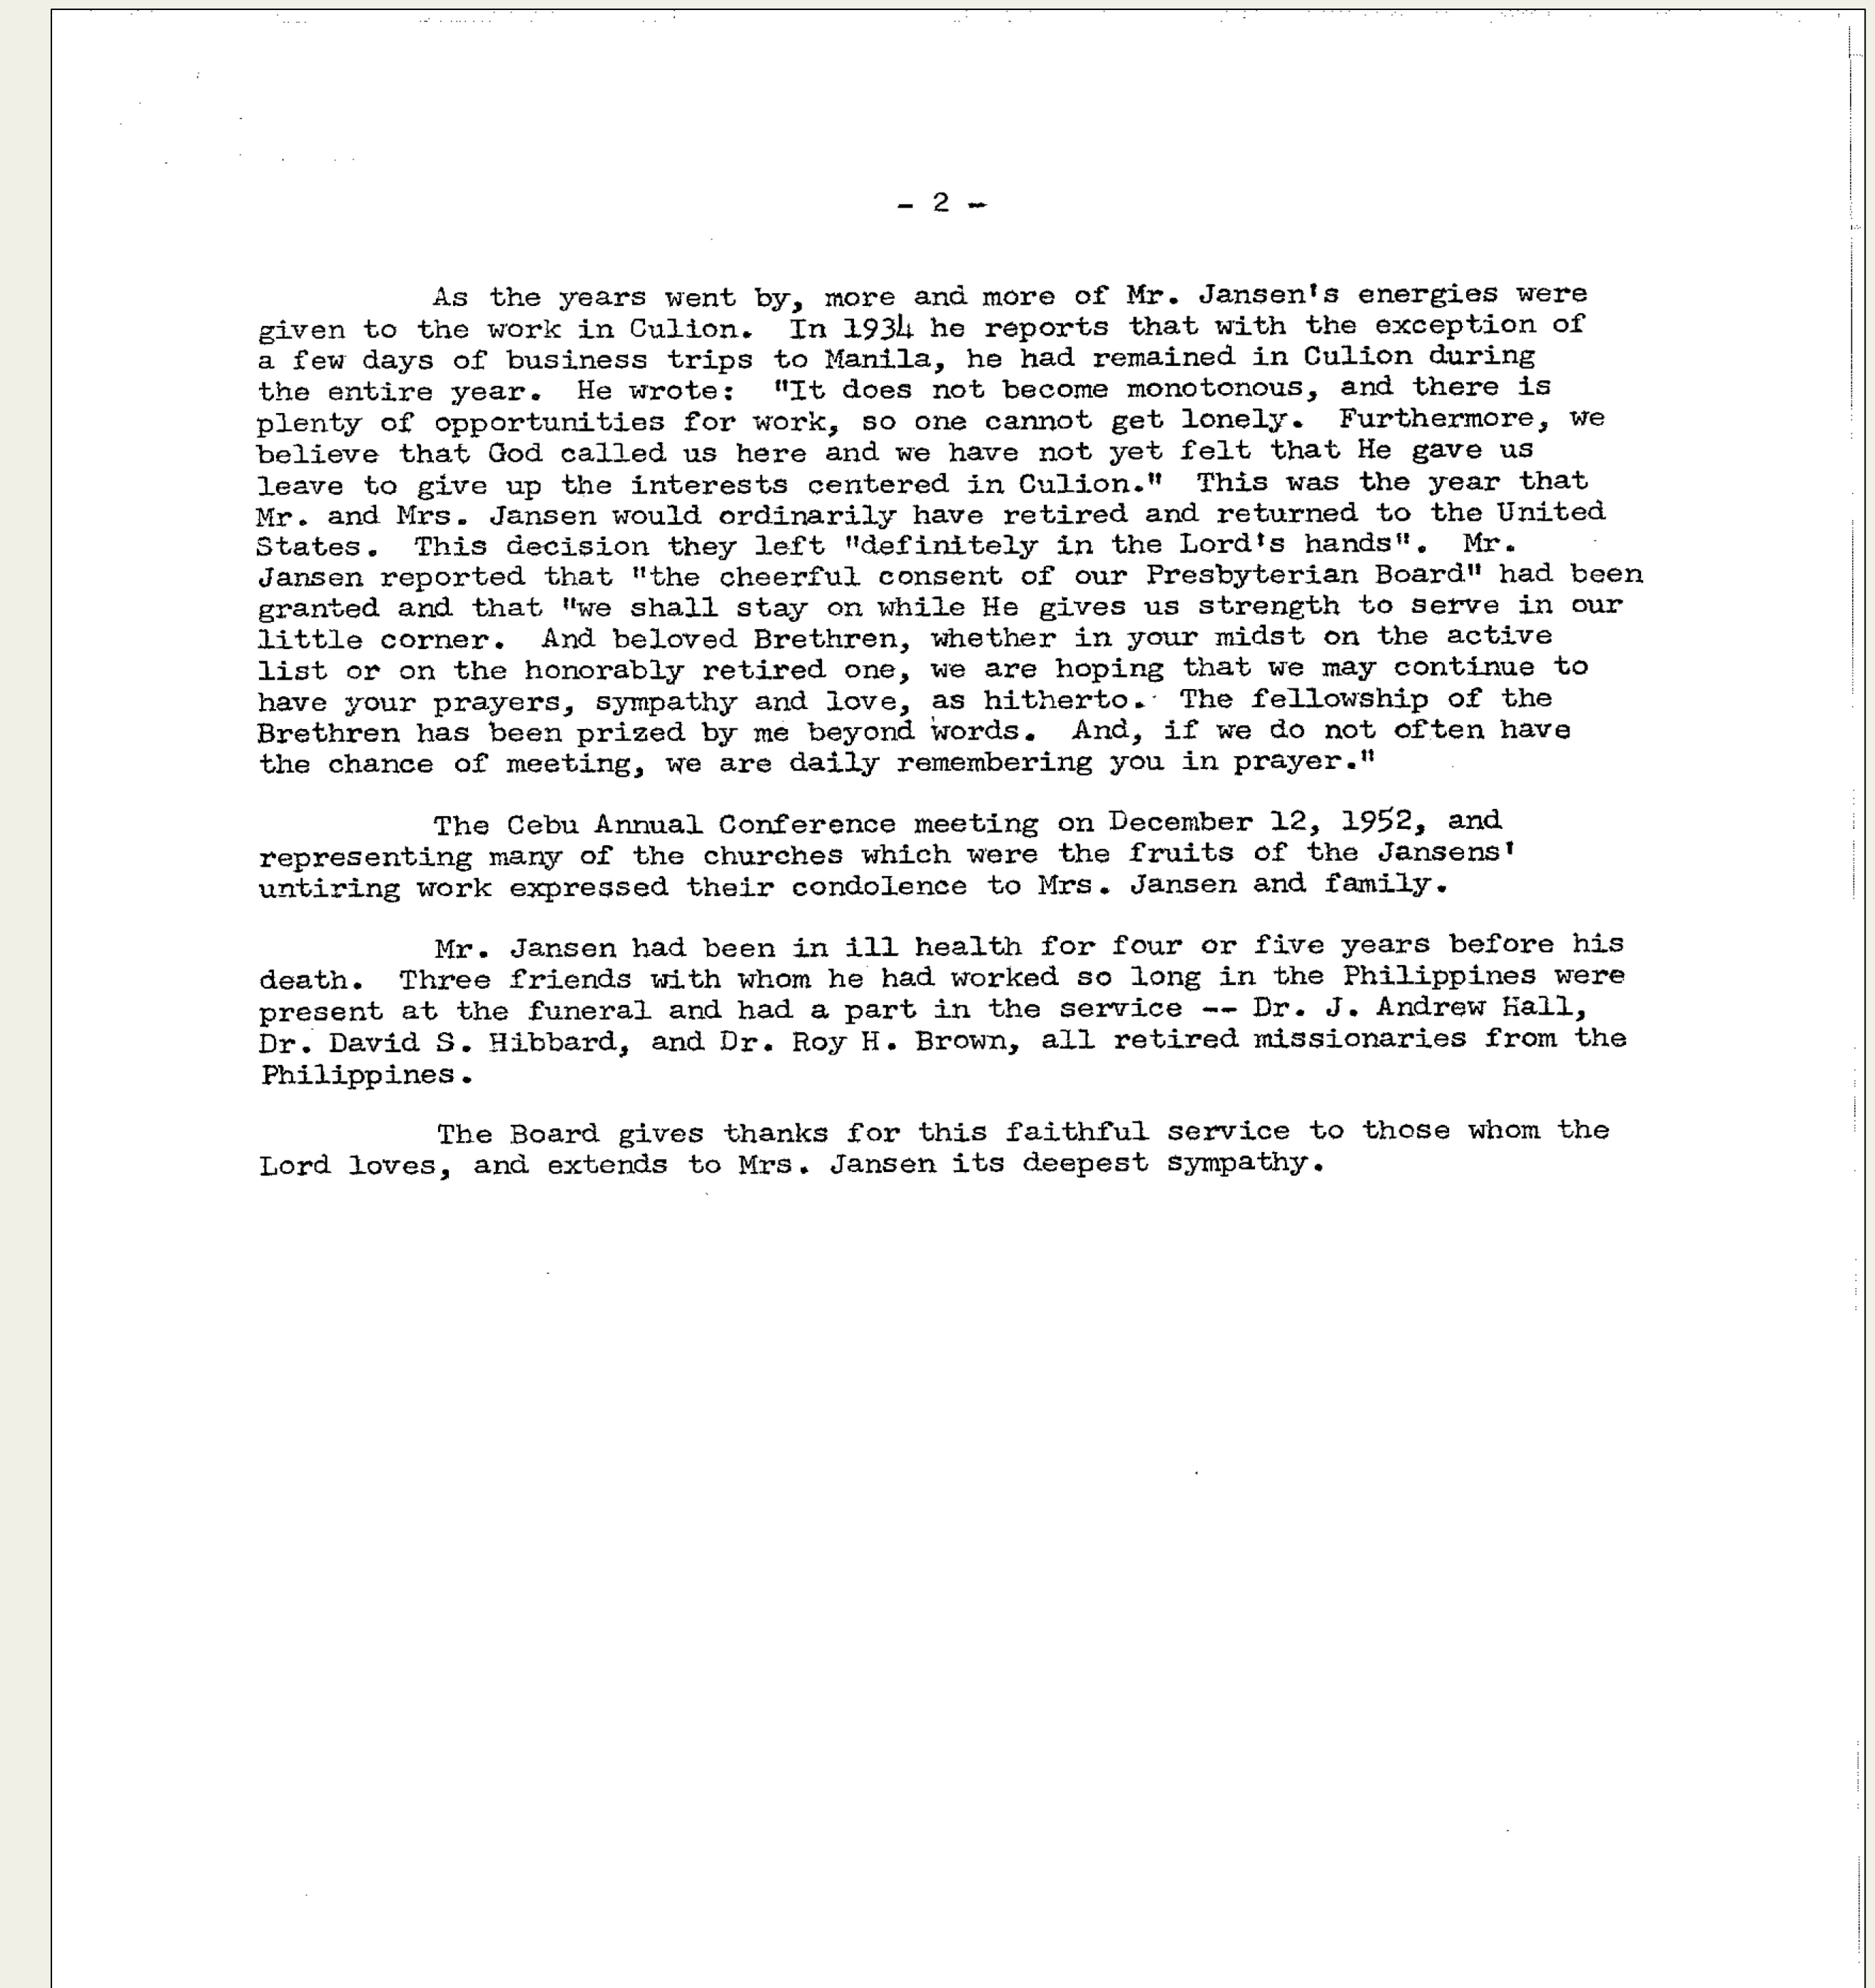 - 2 -
As the years went by, more and more of Mr. Jansen's energies were
given to the work in Culion. In 1934 he reports that with the exception of
a few days of business trips to Manila, he had remained in Culion during
the entire year. He wrote: "It does not become monotonous, and there is
plenty of opportunities for work, so one cannot get lonely. Furthermore, we
believe that God called us here and we have not yet felt that He gave us
leave to give up the interests centered in Culion." This was the year that
Mr. and Mrs. Jansen would ordinarily have retired and returned to the United
States. This decision they left "definitely in the Lord's hands". Mr.
Jansen reported that "the cheerful consent of our Presbyterian Board" had been
granted and that "we shall stay on while He gives us strength to serve in our
little corner. And beloved Brethren, whether in your midst on the active
list or on the honorably retired one, we are hoping that we may continue to
have your prayers, sympathy and love, as hitherto. The fellowship of the
Brethren has been prized by me beyond words. And, if we do not often have
the chance of meeting, we are daily remembering you in prayer."
The Cebu Annual Conference meeting on December 12, 1952, and
representing many of the churches which were the fruits of the Jansens'
untiring work expressed their condolence to Mrs. Jansen and family.
Mr. Jansen had been in ill health for four or five years before his
death. Three friends with whom he had worked so long in the Philippines were
present at the funeral and had a part in the service -- Dr. J. Andrew Hall,
Dr. David S. Hibbard, and Dr. Roy H. Brown, all retired missionaries from the
Philippines.
The Board gives thanks for this faithful service to those whom the
Lord loves, and extends to Mrs. Jansen its deepest sympathy.